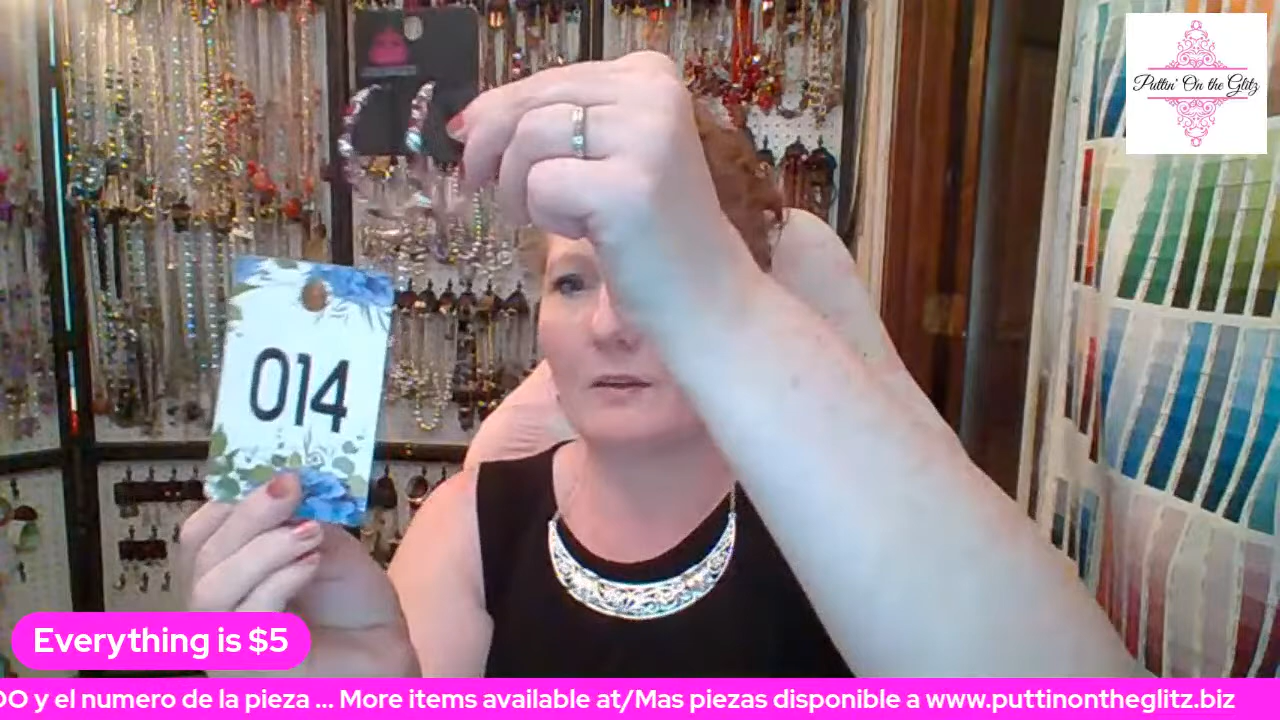 Puttin' On the Glitz
014
Everything is $5
DO y el numero de la pieza ... More items available at/Mas piezas disponible a www.puttinontheglitz.biz